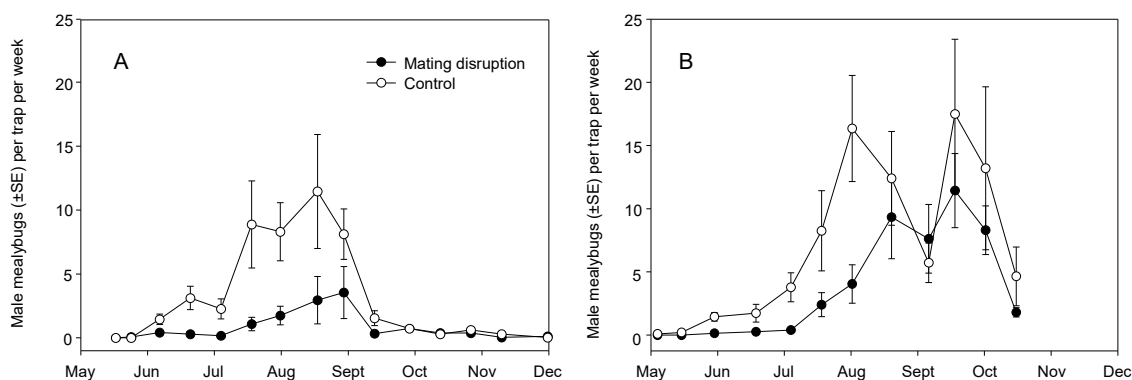 Male mealybugs (±SE) per trap per week
25
20
15
10
5
0
A
Mating disruption
Control
May Jun Jul Aug Sept Oct Nov Dec
Male mealybugs (±SE) per trap per week
25
20
15
10
5
0
B
May Jun Jul Aug Sept Oct Nov Dec